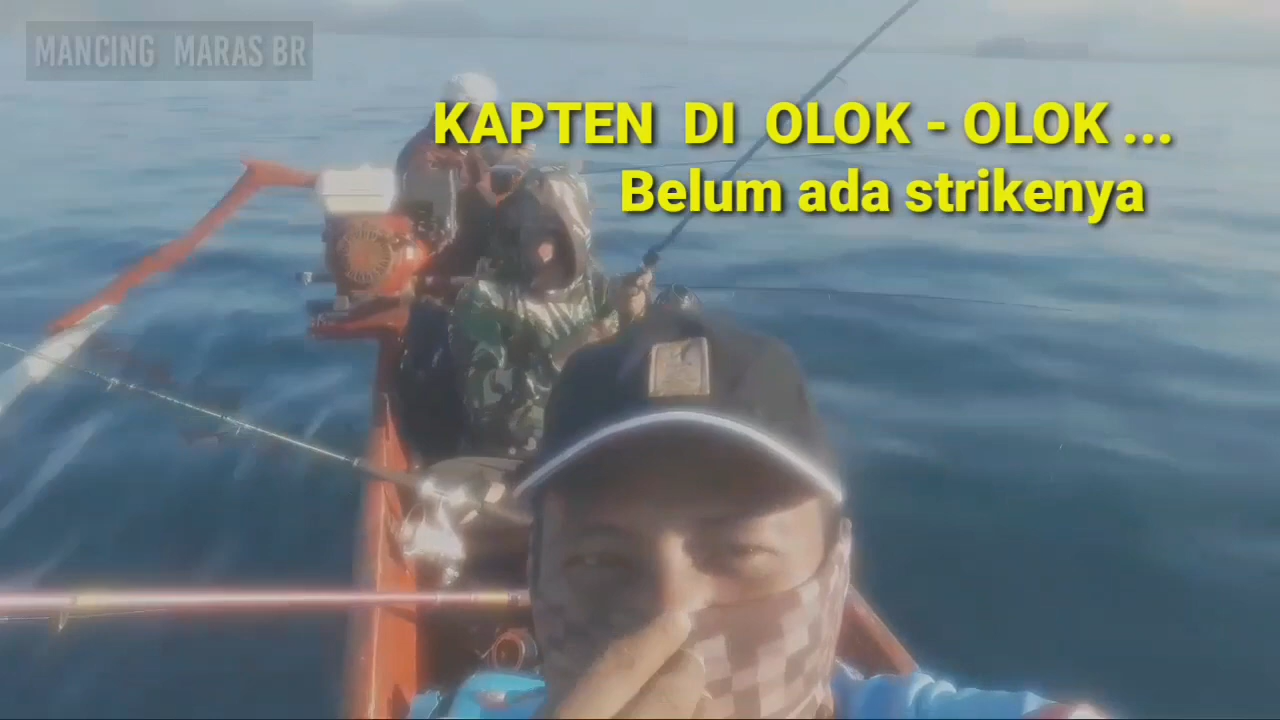 MANCING MARAS BR
KAPTEN DI OLOK - OLOK ...
Belum ada strikenya